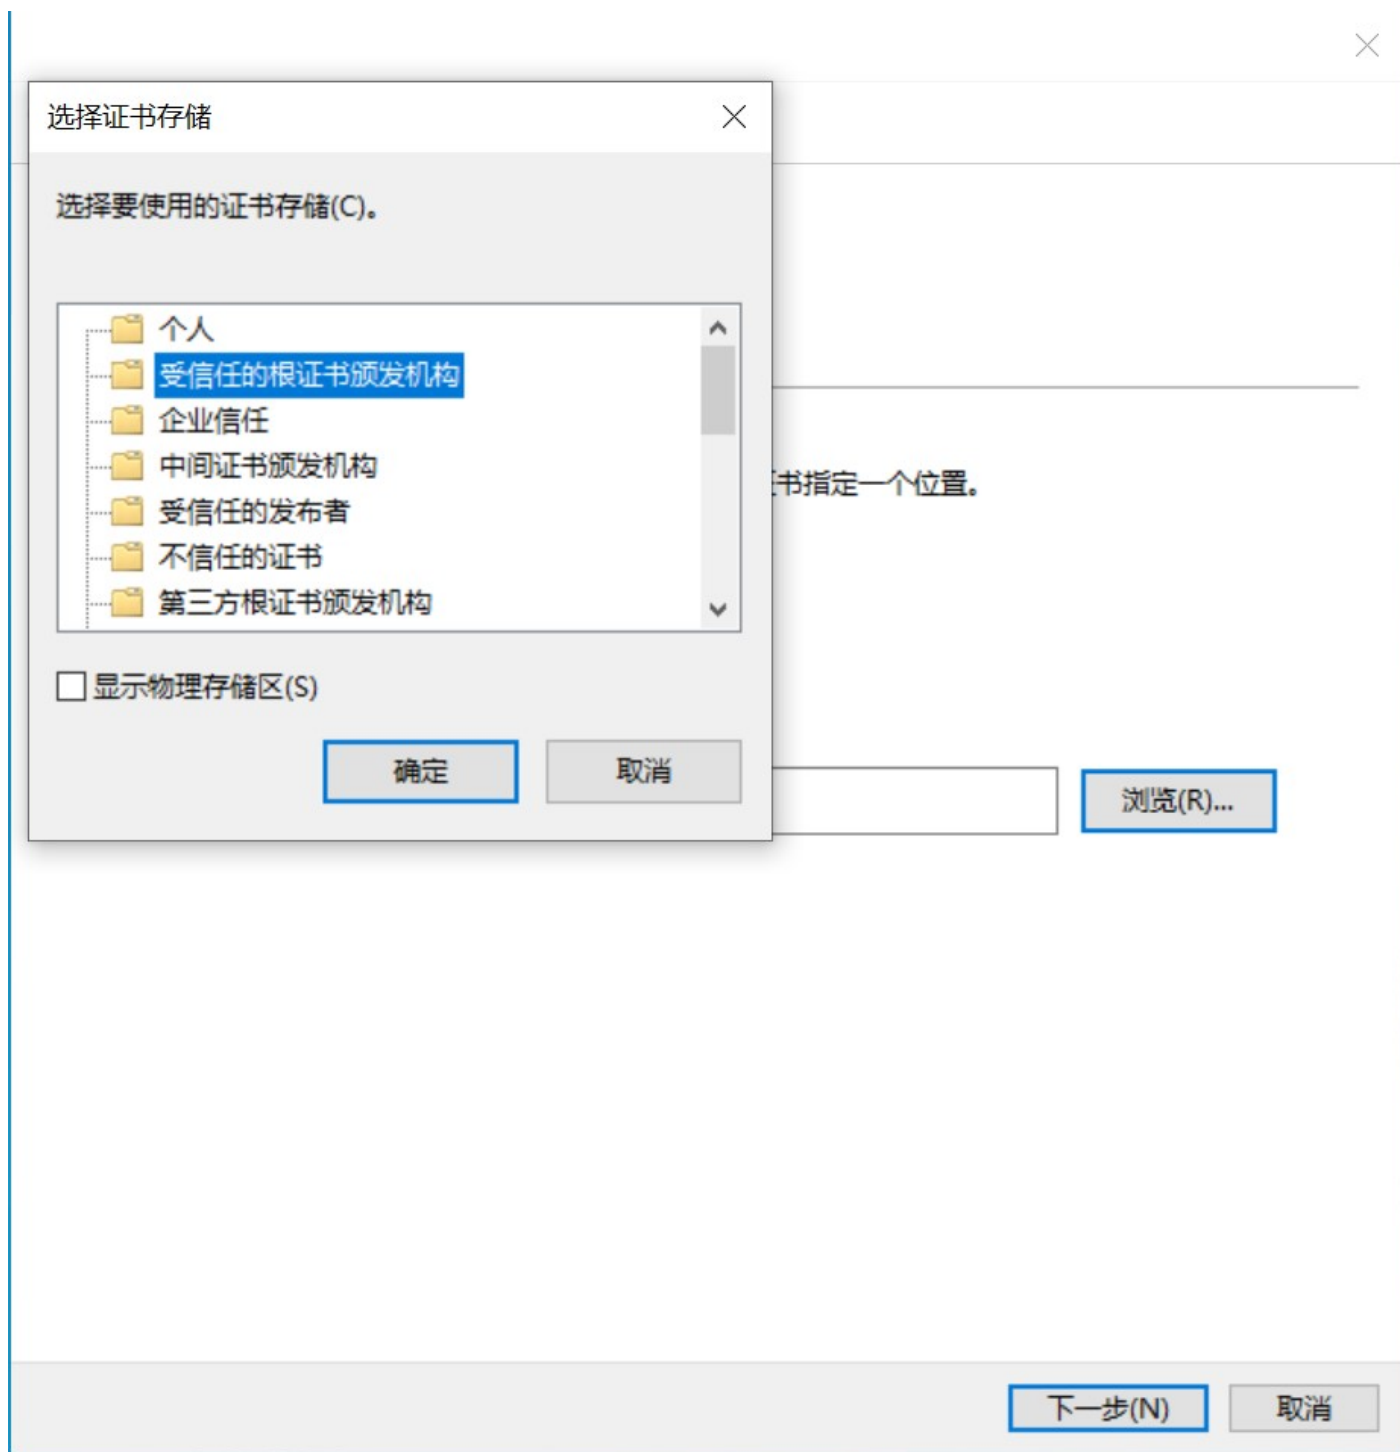 选择证书存储
选择要使用的证书存储(C)。
个人
受信任的根证书颁发机构
企业信任
中间证书颁发机构
书指定一个位置。
受信任的发布者
不信任的证书
第三方根证书颁发机构
显示物理存储区(S)
确定
取消
浏览(R)...
下一步(N)
取消